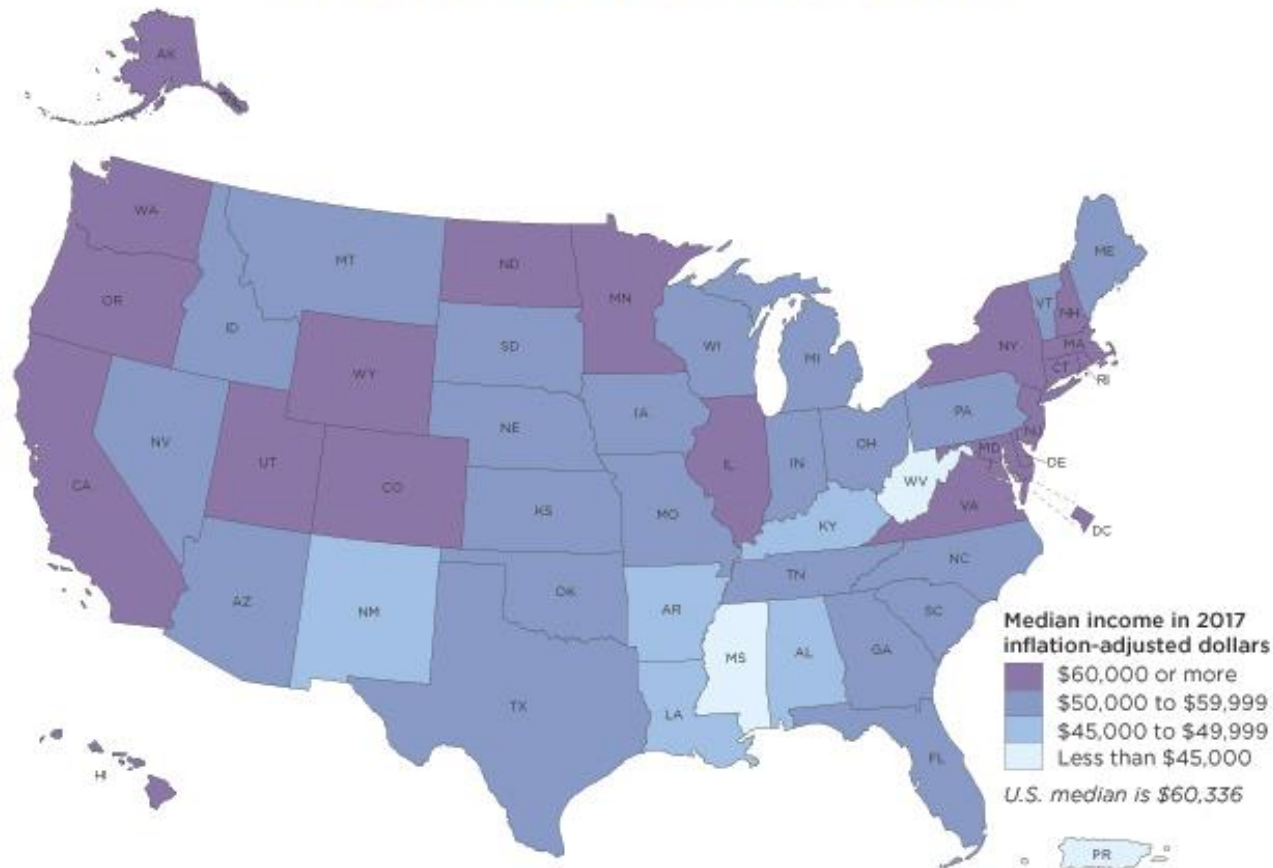 AK
WA
MT
ND
MN
ME
OR
ID
SD
WI
VT
NH
WY
MI
NY
MA
CT
RI
NV
NE
IA
PA
NJ
UT
CO
IL
IN
OH
MD
DE
CA
KS
MO
WV
VA
KY
DC
AZ
NM
OK
AR
TN
NC
SC
MS
AL
GA
TX
LA
FL
HI
Median income in 2017
inflation-adjusted dollars
$60,000 or more
$50,000 to $59,999
$45,000 to $49,999
Less than $45,000
U.S. median is $60,336
PR